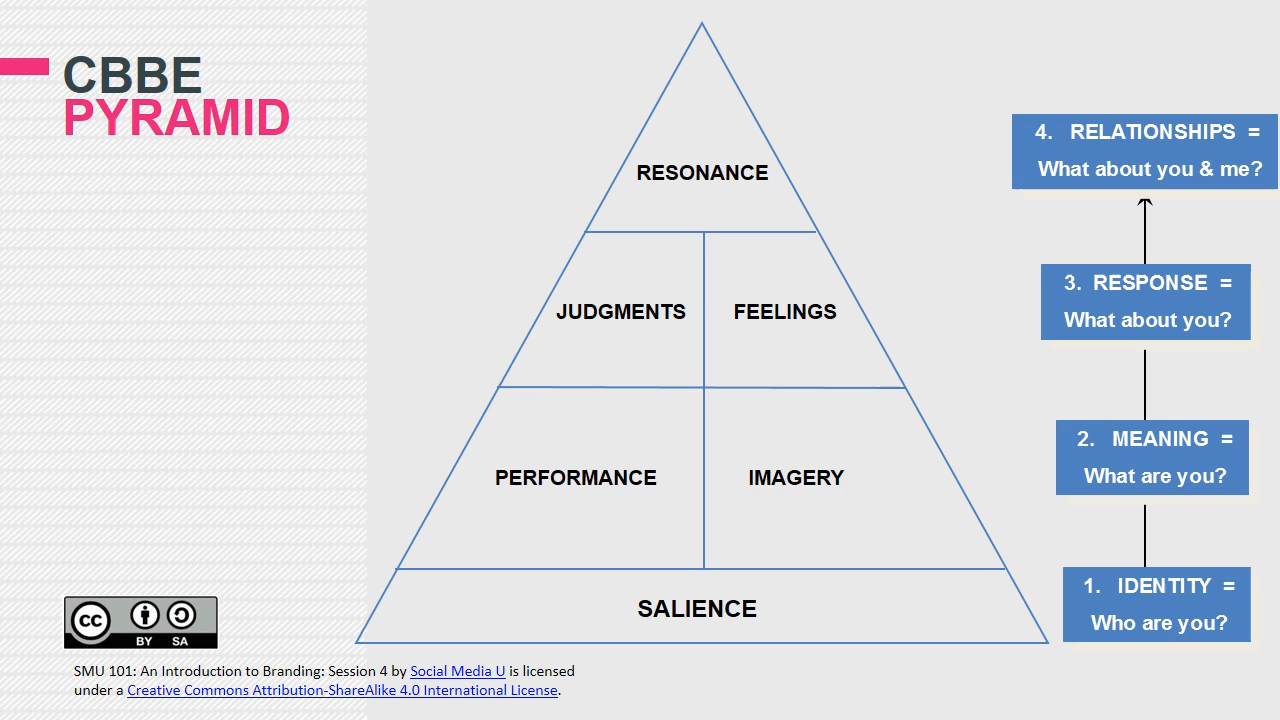 CBBE
PYRAMID
RESONANCE
JUDGMENTS
FEELINGS
PERFORMANCE
IMAGERY
SALIENCE
4. RELATIONSHIPS =
What about you & me?
3. RESPONSE =
What about you?
2. MEANING =
What are you?
1. IDENTITY =
Who are you?
cc
BY SA
SMU 101: An Introduction to Branding: Session 4 by Social Media U is licensed
under a Creative Commons Attribution-ShareAlike 4.0 International License.